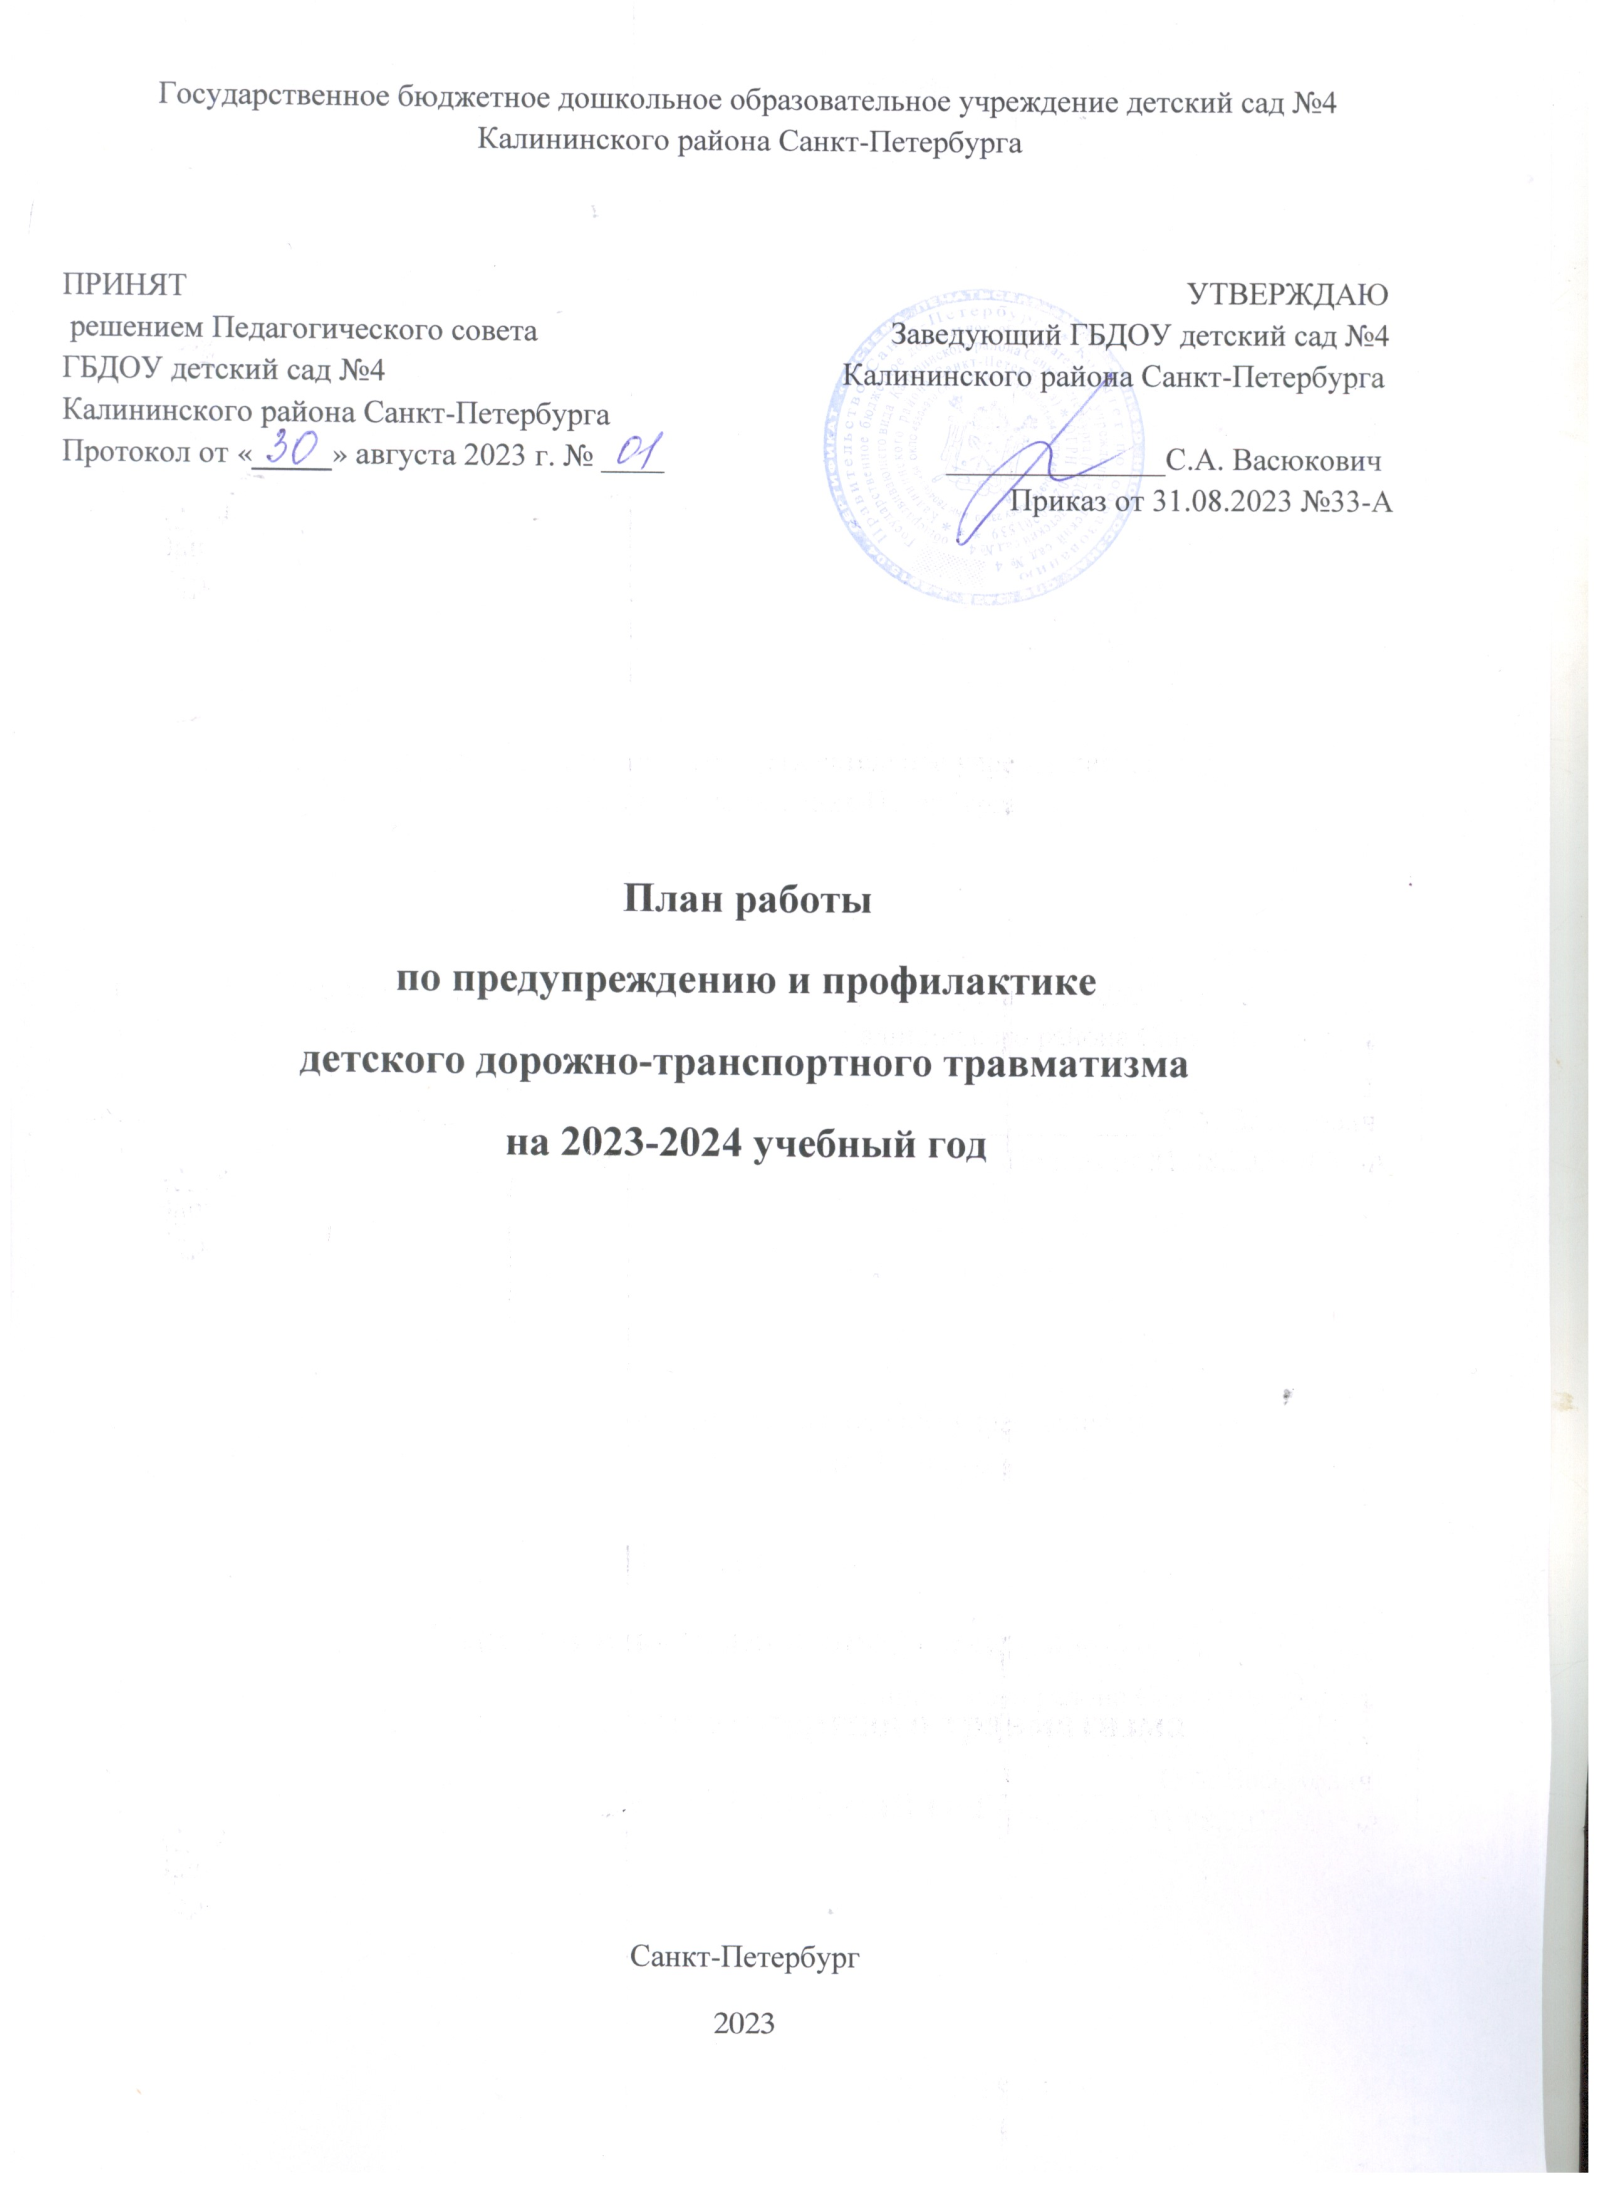 Государственное бюджетное дошкольное образовательное учреждение детский сад №4
Калининского района Санкт-Петербурга
ПРИНЯТ
решением Педагогического совета
ГБДОУ детский сад №4
Калининского района Санкт-Петербурга
Протокол от «30» августа 2023 г. № 01
УТВЕРЖДАЮ
Заведующий ГБДОУ детский сад №4
Калининского района Санкт-Петербурга
С.А. Васюкович
Приказ от 31.08.2023 №33-А
План работы
по предупреждению и профилактике
детского дорожно-транспортного травматизма
на 2023-2024 учебный год
Санкт-Петербург
2023